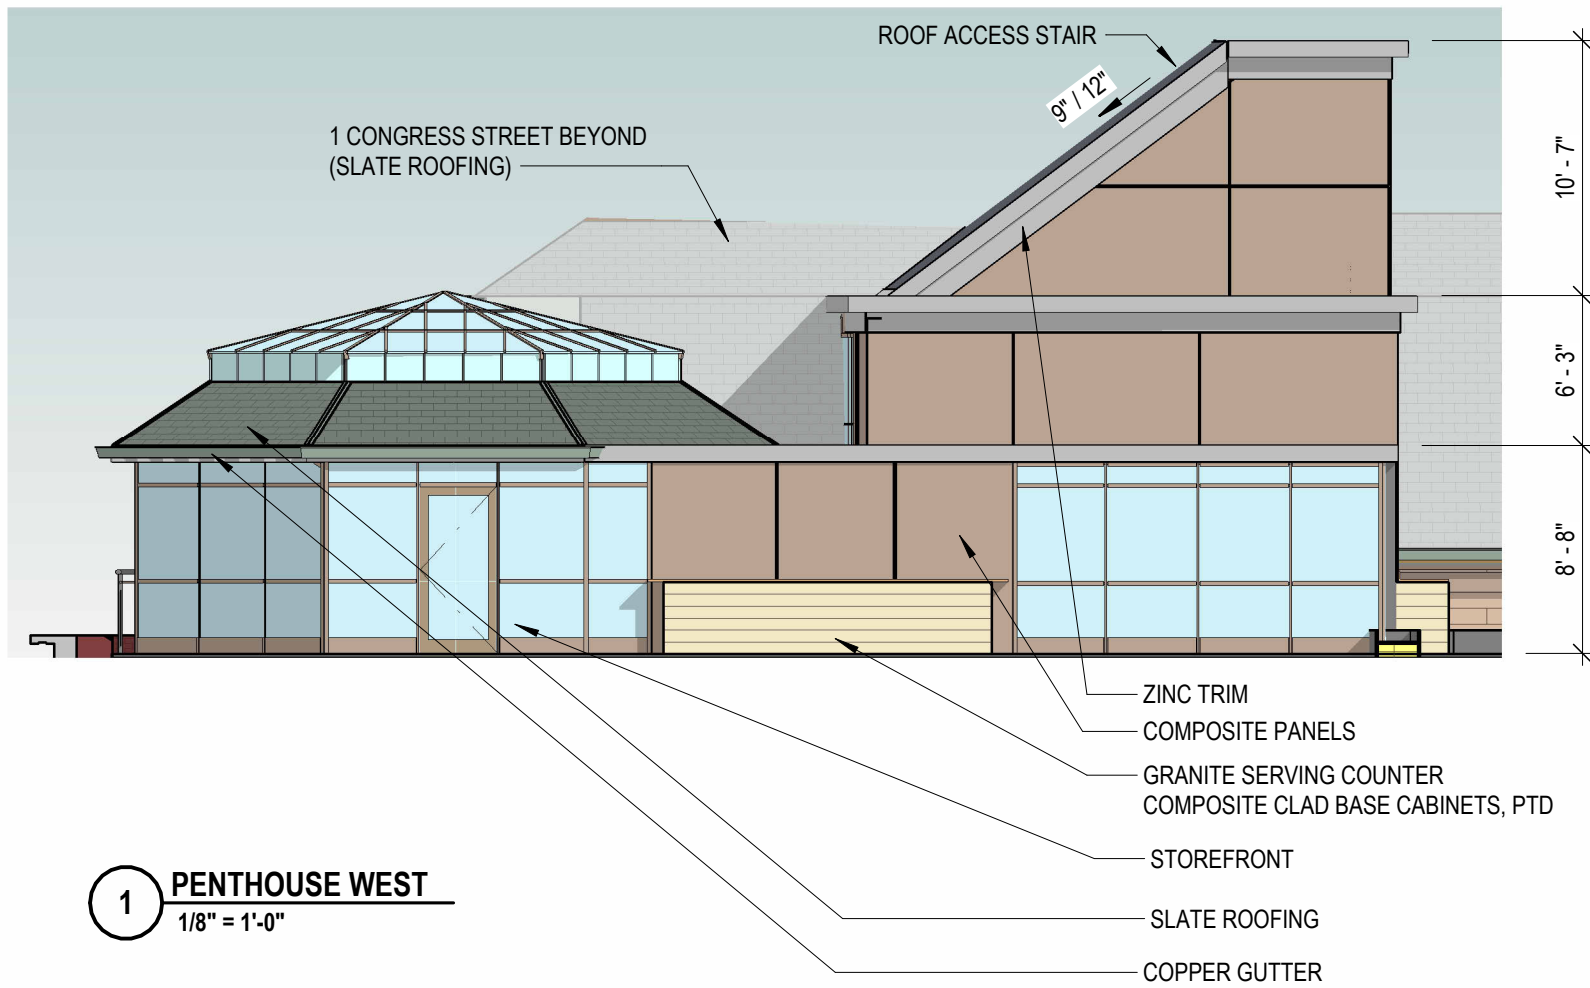 ROOF ACCESS STAIR
9" / 12"
1 CONGRESS STREET BEYOND
(SLATE ROOFING)
10' - 7"
6' - 3"
8' - 8"
ZINC TRIM
COMPOSITE PANELS
GRANITE SERVING COUNTER
COMPOSITE CLAD BASE CABINETS, PTD
STOREFRONT
SLATE ROOFING
COPPER GUTTER
1
PENTHOUSE WEST
1/8" = 1'-0"